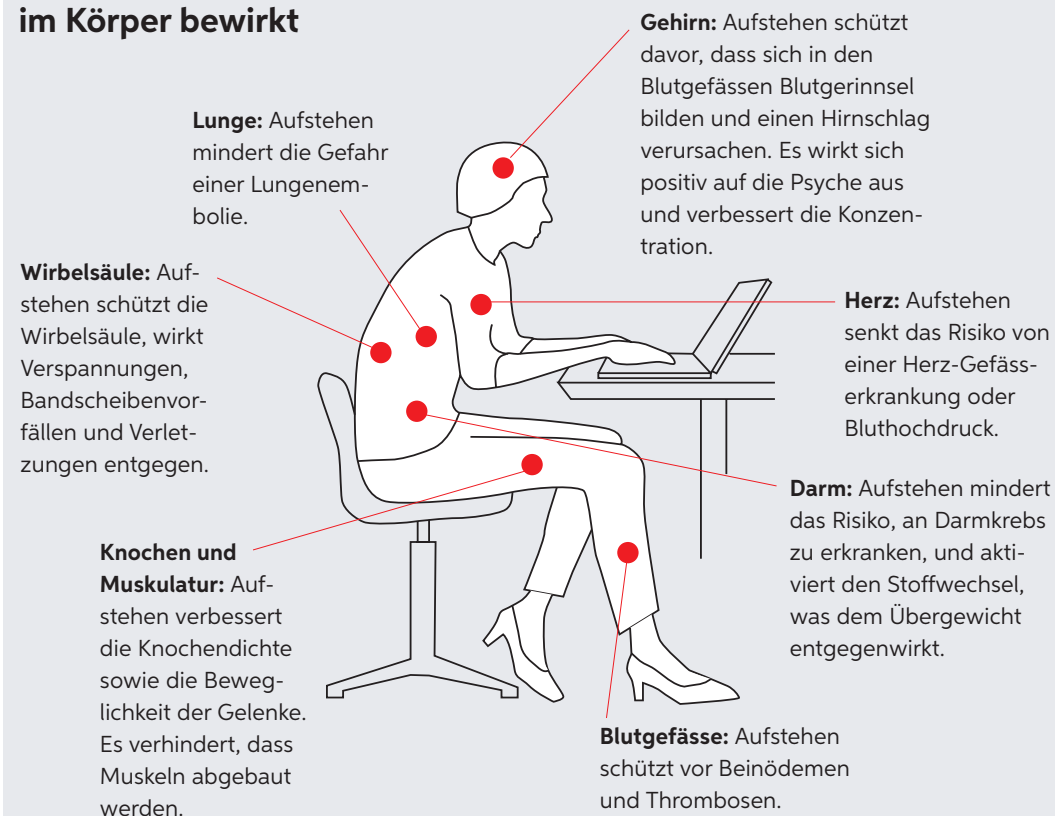 im Körper bewirkt
Gehirn: Aufstehen schützt
davor, dass sich in den
Blutgefässen Blutgerinnsel
bilden und einen Hirnschlag
verursachen. Es wirkt sich
positiv auf die Psyche aus
und verbessert die Konzen-
tration.
Lunge: Aufstehen
mindert die Gefahr
einer Lungenem-
bolie.
Wirbelsäule: Auf-
stehen schützt die
Wirbelsäule, wirkt
Verspannungen,
Bandscheibenvor-
fällen und Verlet-
zungen entgegen.
Herz: Aufstehen
senkt das Risiko von
einer Herz-Gefäss-
erkrankung oder
Bluthochdruck.
Darm: Aufstehen mindert
das Risiko, an Darmkrebs
zu erkranken, und akti-
viert den Stoffwechsel,
was dem Übergewicht
entgegenwirkt.
Knochen und
Muskulatur: Auf-
stehen verbessert
die Knochendichte
sowie die Beweg-
lichkeit der Gelenke.
Es verhindert, dass
Muskeln abgebaut
werden.
Blutgefässe: Aufstehen
schützt vor Beinödemen
und Thrombosen.